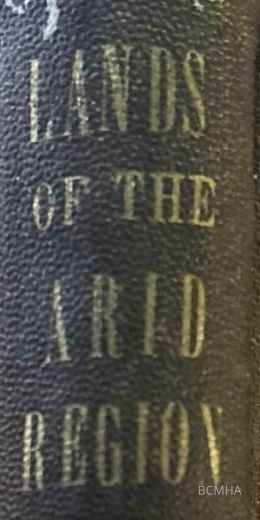 LANDS
OF THE
ARID
REGION
BCMHA